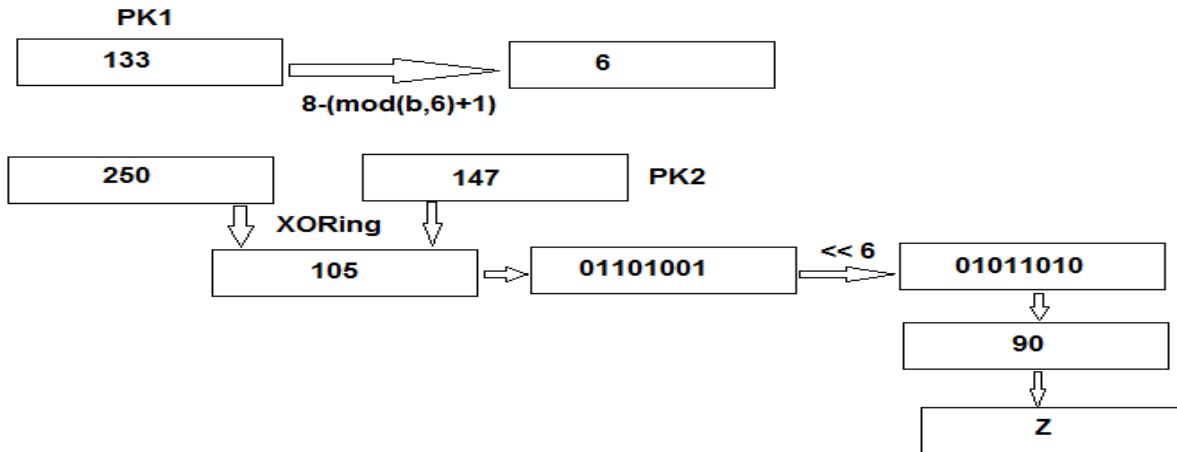 PK1
133
6
8-(mod(b,6)+1)
250
147
PK2
XORing
105
01101001
<< 6
01011010
90
Z